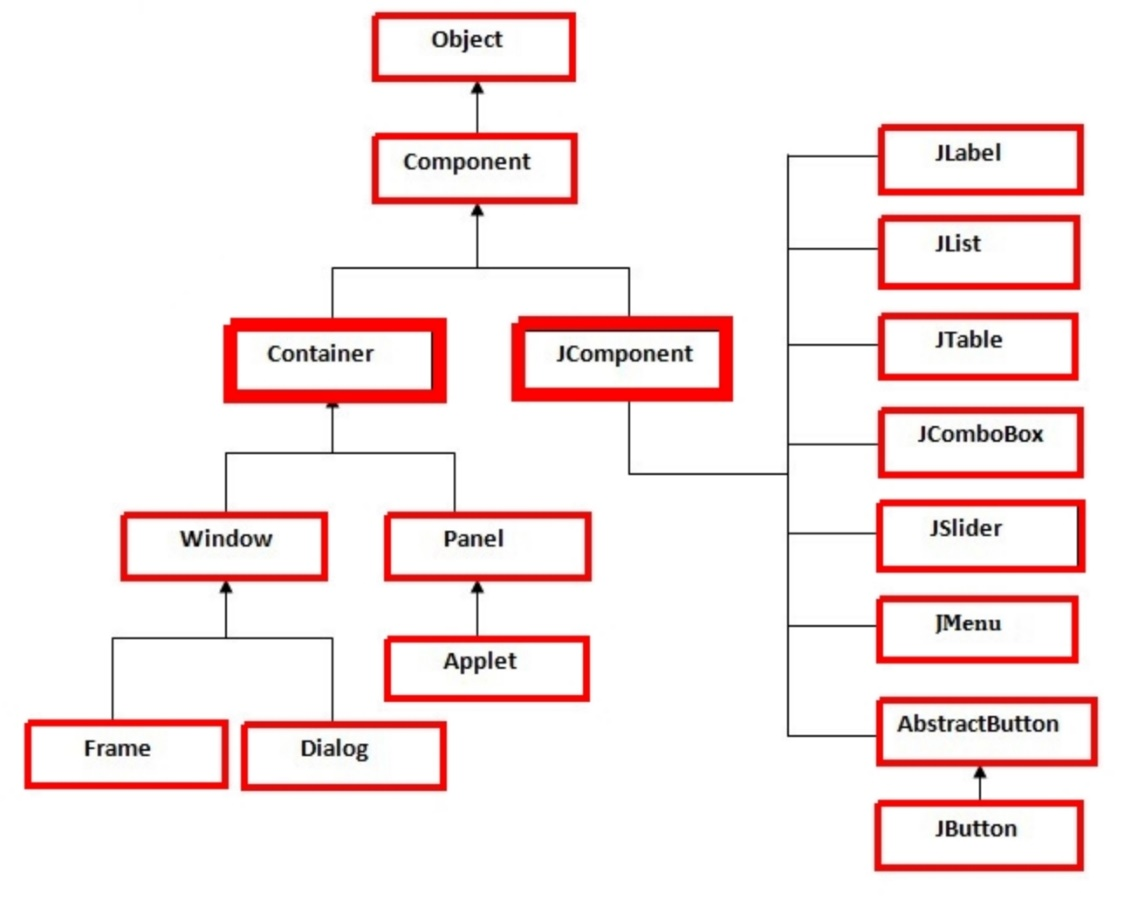 Object
Component
Container
JComponent
Window
Panel
Applet
Frame
Dialog
JLabel
JList
JTable
JComboBox
JSlider
JMenu
AbstractButton
JButton